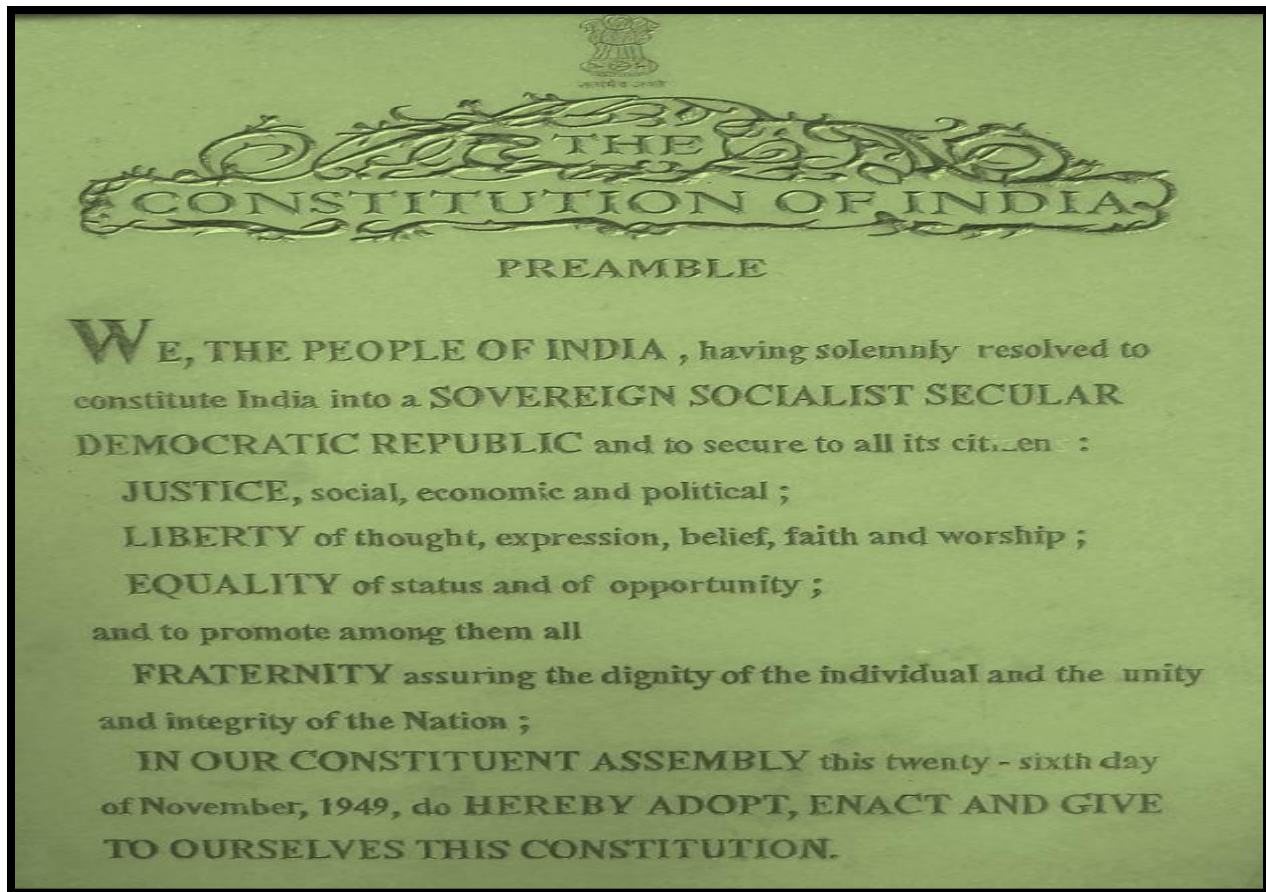 सत्यमेव जयते
THE
CONSTITUTION OF INDIA
PREAMBLE
WE, THE PEOPLE OF INDIA , having solemnly resolved to
constitute India into a SOVEREIGN SOCIALIST SECULAR
DEMOCRATIC REPUBLIC and to secure to all its
JUSTICE, social, economic and political ;
LIBERTY of thought, expression, belief, faith and worship ;
EQUALITY of status and of opportunity ;
and to promote among them all
FRATERNITY assuring the dignity of the individual and the unity
and integrity of the Nation ;
IN OUR CONSTITUENT ASSEMBLY this twenty - sixth day
of November, 1949, do HEREBY ADOPT, ENACT AND GIVE
TO OURSELVES THIS CONSTITUTION.